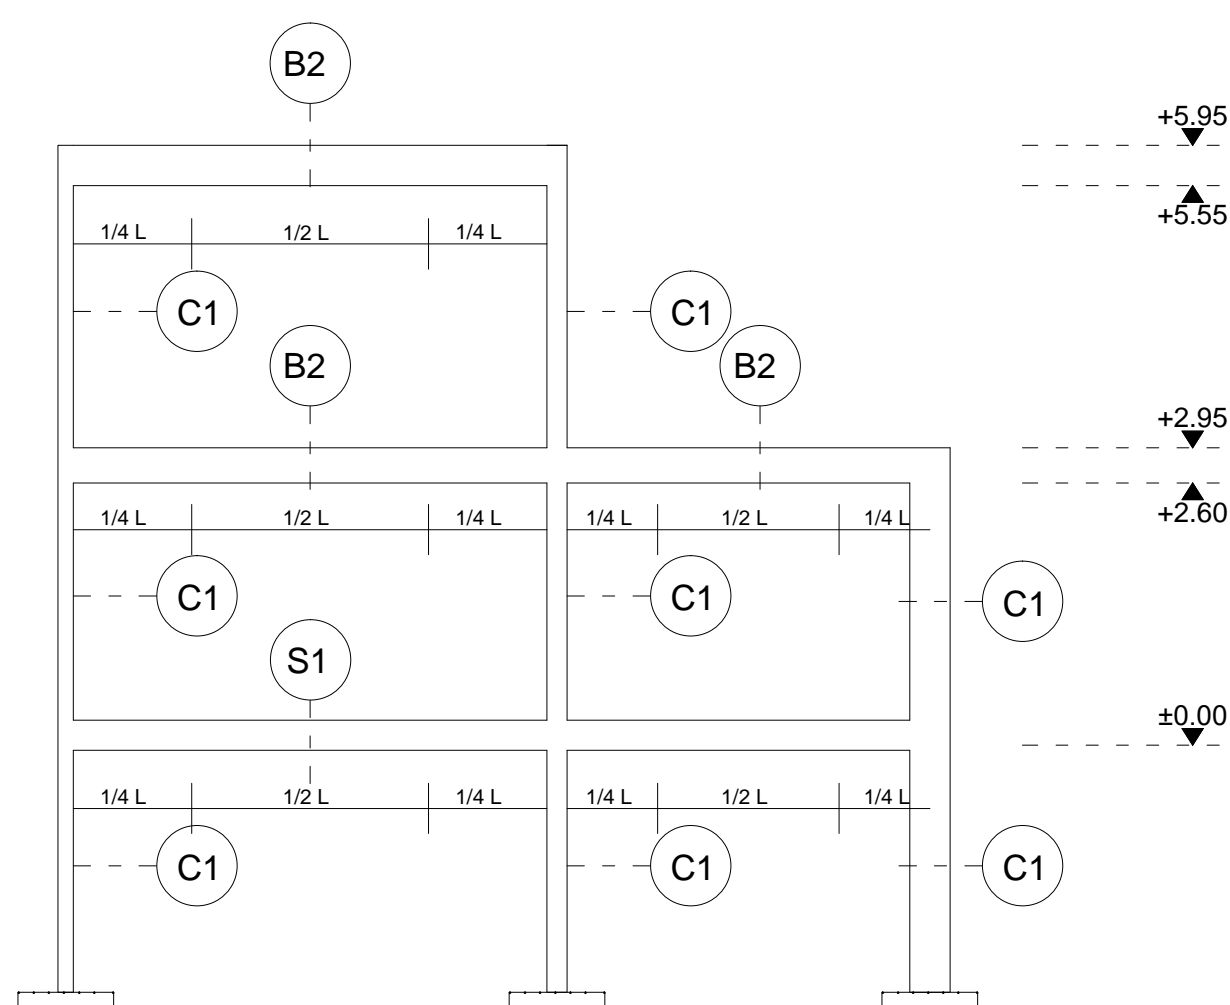 B2
+5.95
+5.55
1/4 L 1/2 L 1/4 L
C1 C1
B2 B2
+2.95
+2.60
1/4 L 1/2 L 1/4 L 1/4 L 1/2 L 1/4 L
C1 C1 C1
S1
±0.00
1/4 L 1/2 L 1/4 L 1/4 L 1/2 L 1/4 L
C1 C1 C1